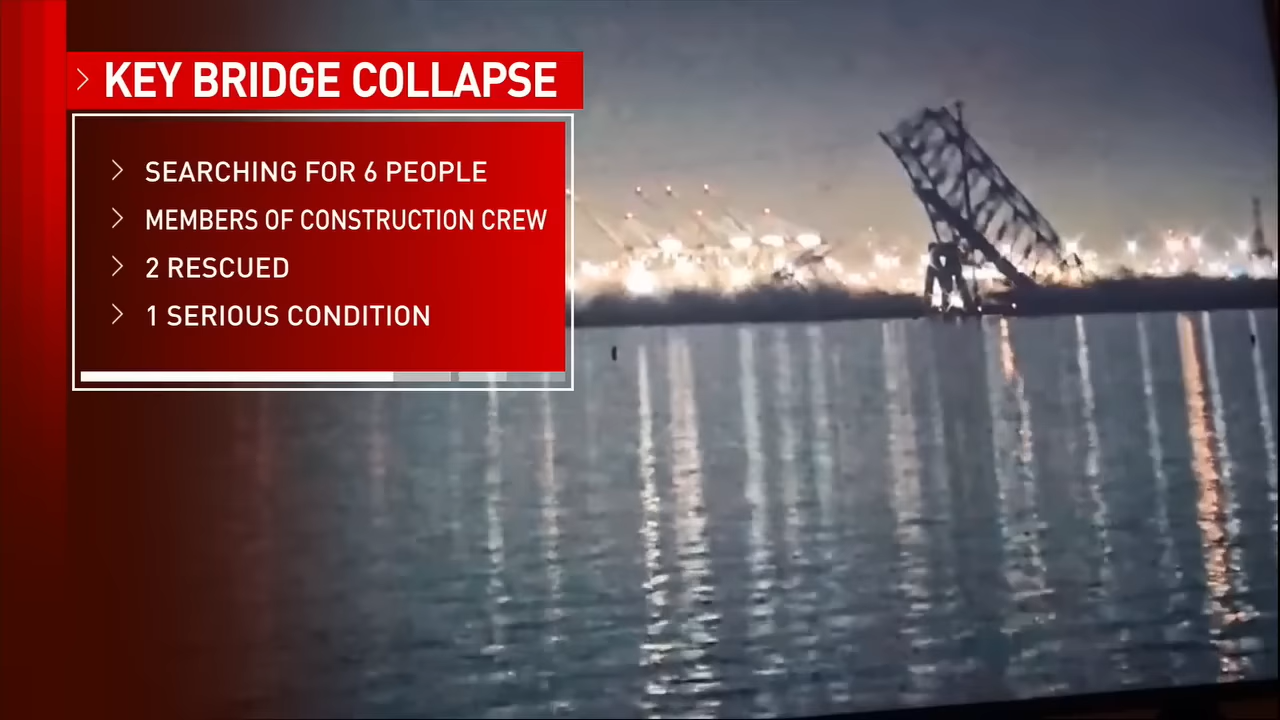 KEY BRIDGE COLLAPSE
SEARCHING FOR 6 PEOPLE
MEMBERS OF CONSTRUCTION CREW
2 RESCUED
1 SERIOUS CONDITION